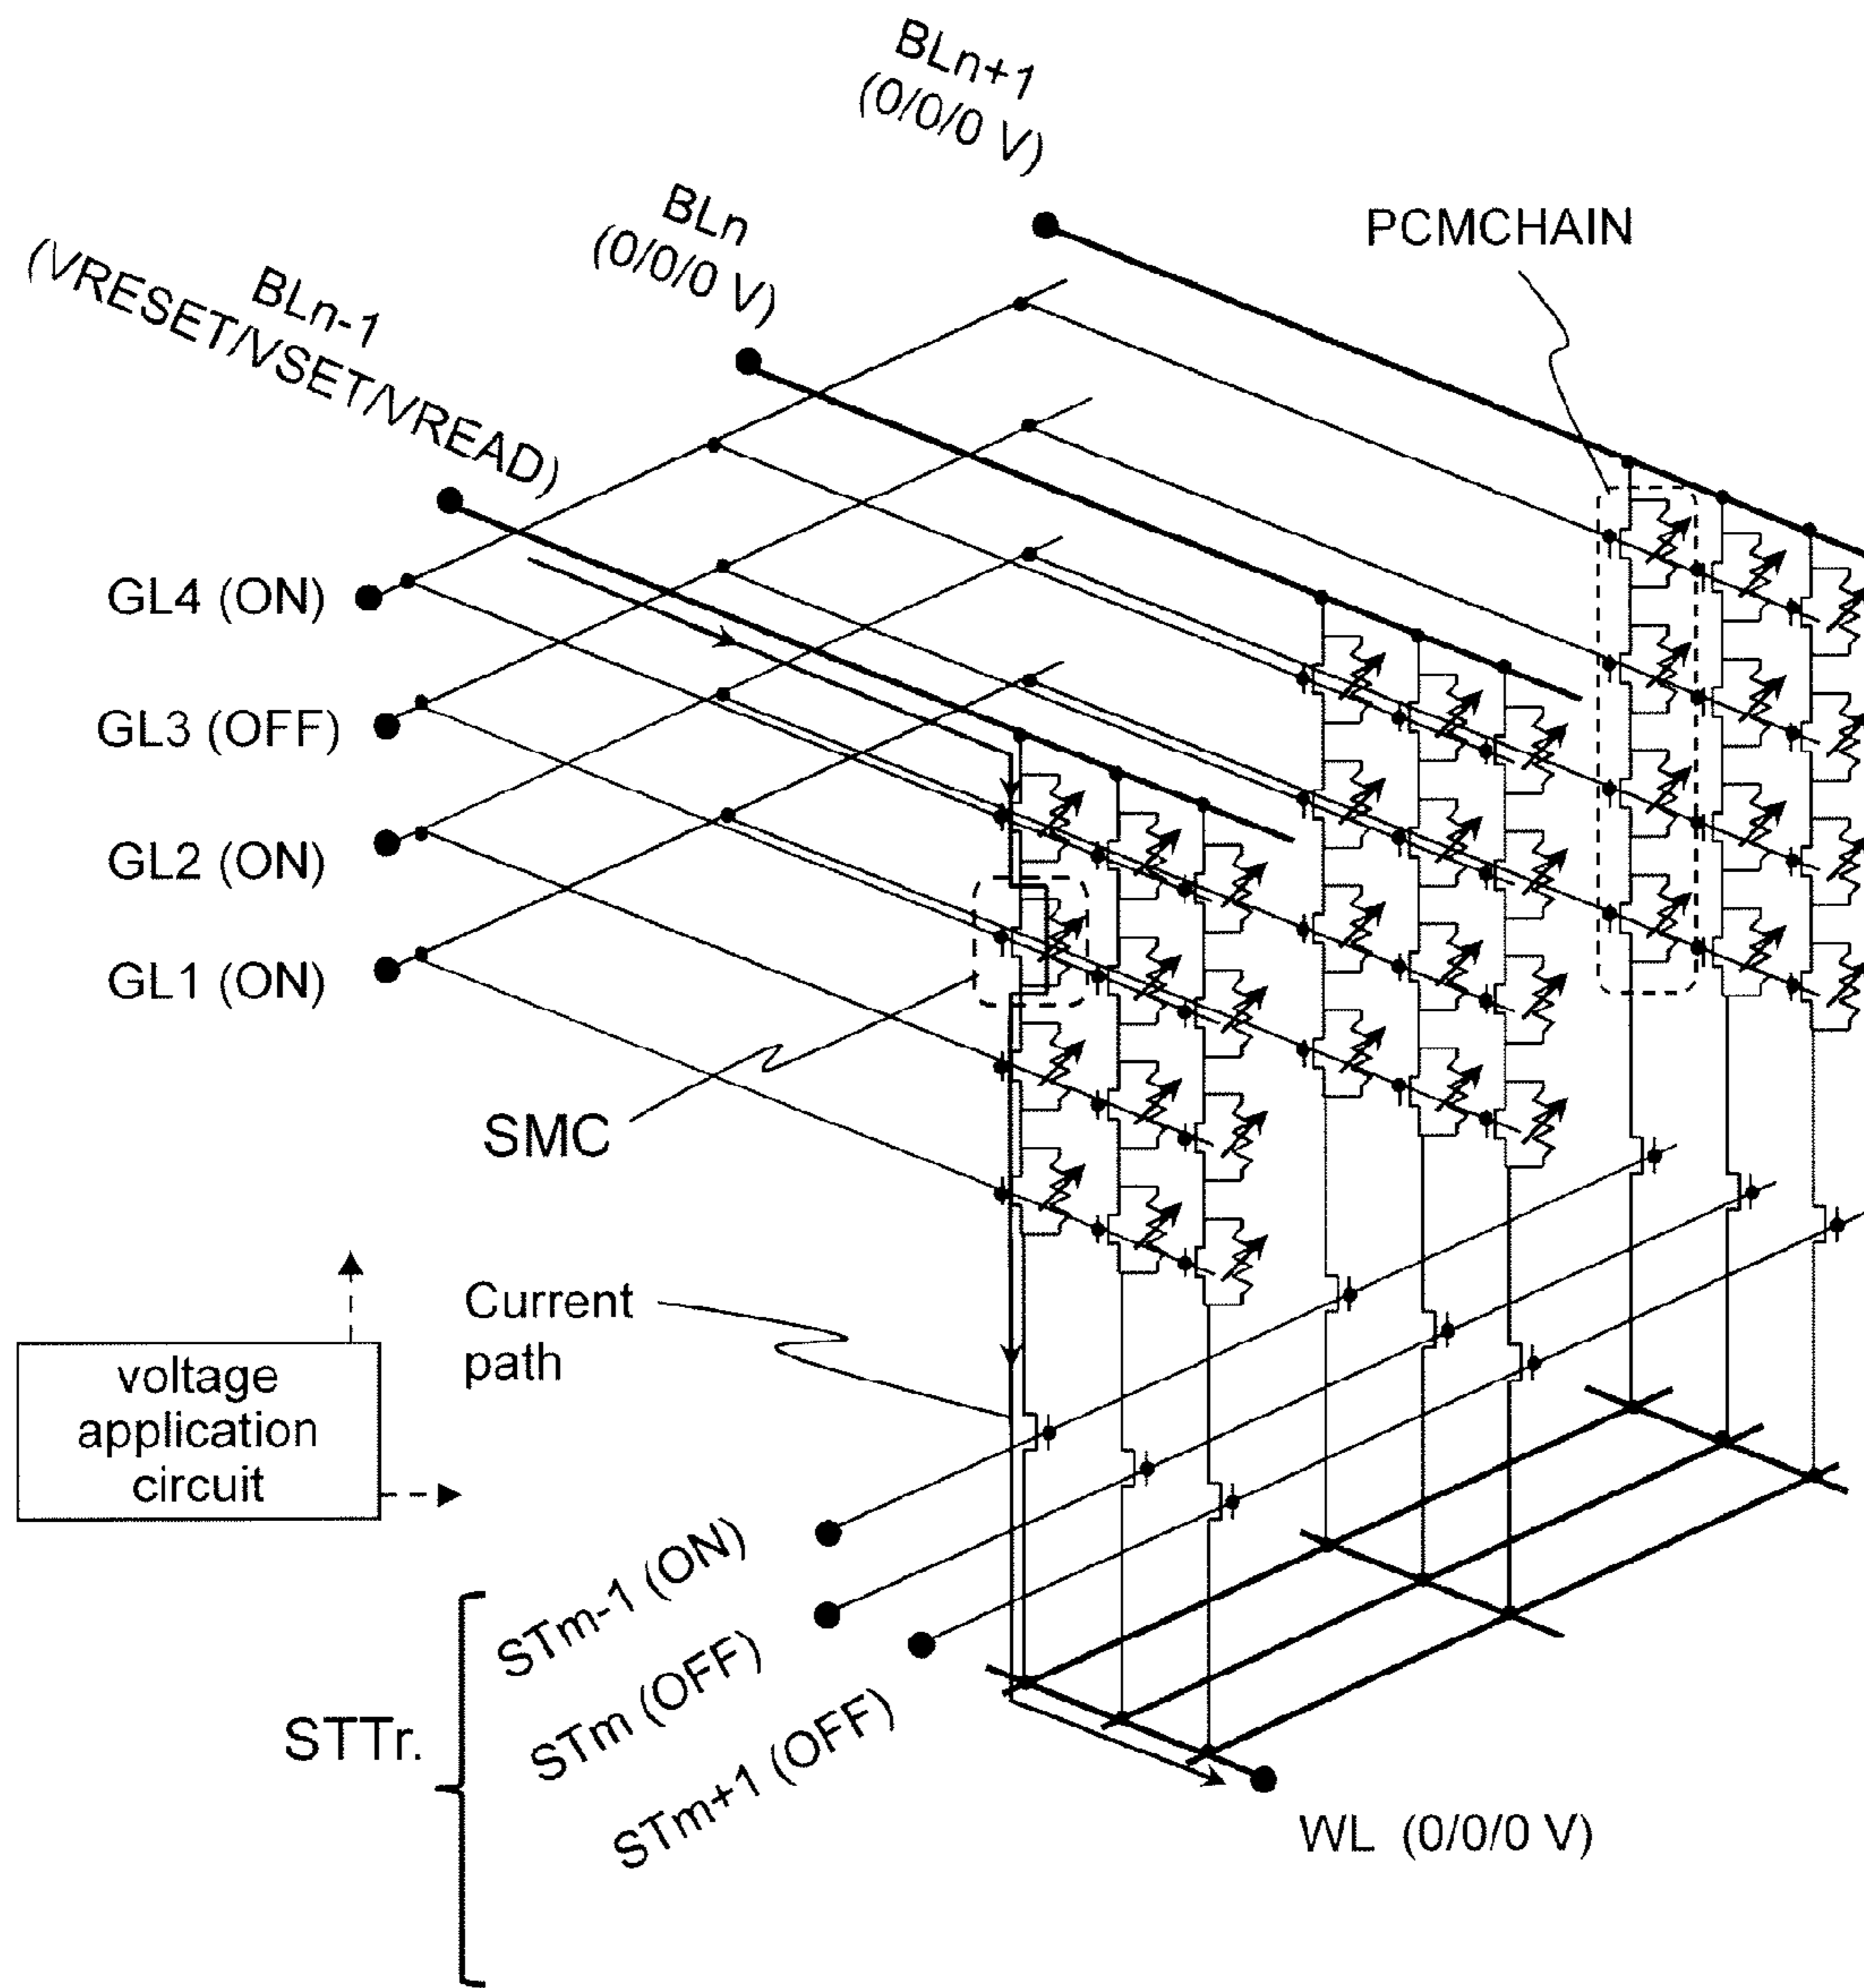 BLn+1
(0/0/0 V)
BLn
(0/0/0 V)
BLn-1
(VRESET/VSET/VREAD)
PCMCHAIN
GL4 (ON)
GL3 (OFF)
GL2 (ON)
GL1 (ON)
SMC
Current
path
voltage
application
circuit
STTr.
STm-1 (ON)
STm (OFF)
STm+1 (OFF)
WL (0/0/0 V)